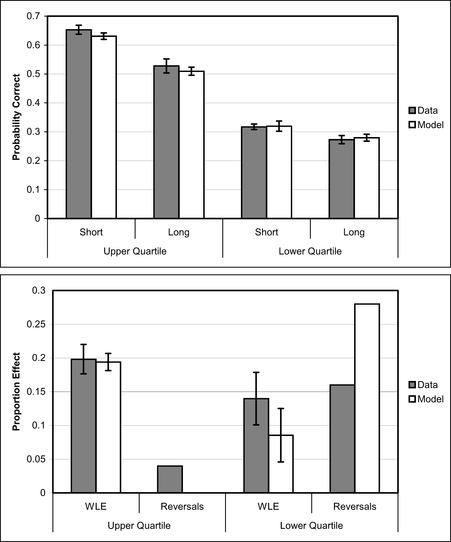 0.7
0.6
0.5
0.4
0.3
0.2
0.1
0
Probability Correct
Short Long Short Long
Upper Quartile Lower Quartile
Data
Model
0.3
0.25
0.2
0.15
0.1
0.05
0
Proportion Effect
WLE Reversals WLE Reversals
Upper Quartile Lower Quartile
Data
Model